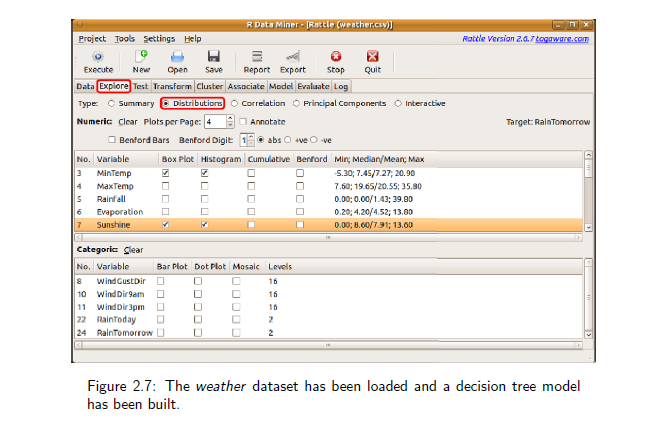 R Data Miner - [Rattle (weather.csv)]
Project Tools Settings Help Rattle Version 2.6.7 togaware.com
Execute New Open Save Report Export Stop Quit
Data Explore Test Transform Cluster Associate Model Evaluate Log
Type: Summary Distributions Correlation Principal Components Interactive
Numeric: Clear Plots per Page: 4 Annotate Target: RainTomorrow
Benford Bars Benford Digit: 1 abs +ve -ve
No. Variable Box Plot Histogram Cumulative Benford Min; Median/Mean; Max
3 MinTemp -5.30; 7.45/7.27; 20.90
4 MaxTemp 7.60; 19.65/20.55; 35.80
5 Rainfall 0.00; 0.00/1.43; 39.80
6 Evaporation 0.20; 4.20/4.52; 13.80
7 Sunshine 0.00; 8.60/7.91; 13.60
Categoric: Clear
No. Variable Bar Plot Dot Plot Mosaic Levels
8 WindGustDir 16
10 WindDir9am 16
11 WindDir3pm 16
22 RainToday 2
24 RainTomorrow 2
Figure 2.7: The weather dataset has been loaded and a decision tree model
has been built.